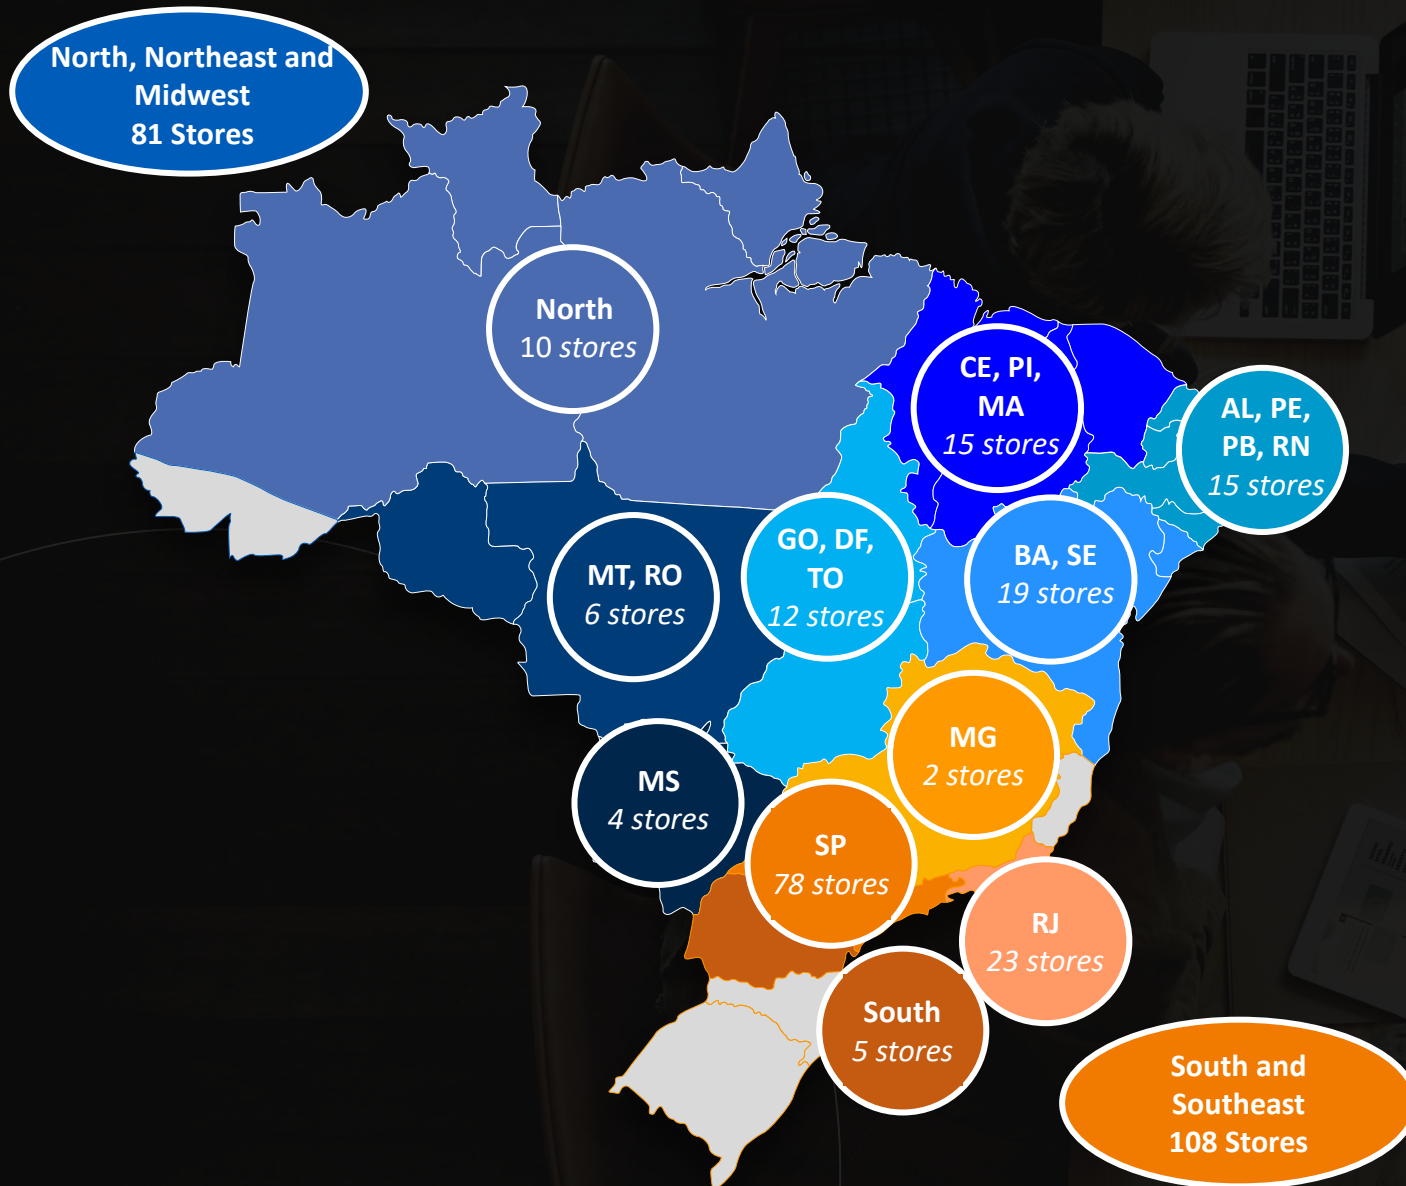 North, Northeast and
Midwest
81 Stores
North
10 stores
CE, PI,
MA
15 stores
AL, PE,
PB, RN
15 stores
MT, RO
6 stores
GO, DF,
TO
12 stores
BA, SE
19 stores
MG
2 stores
MS
4 stores
SP
78 stores
RJ
23 stores
South
5 stores
South and
Southeast
108 Stores